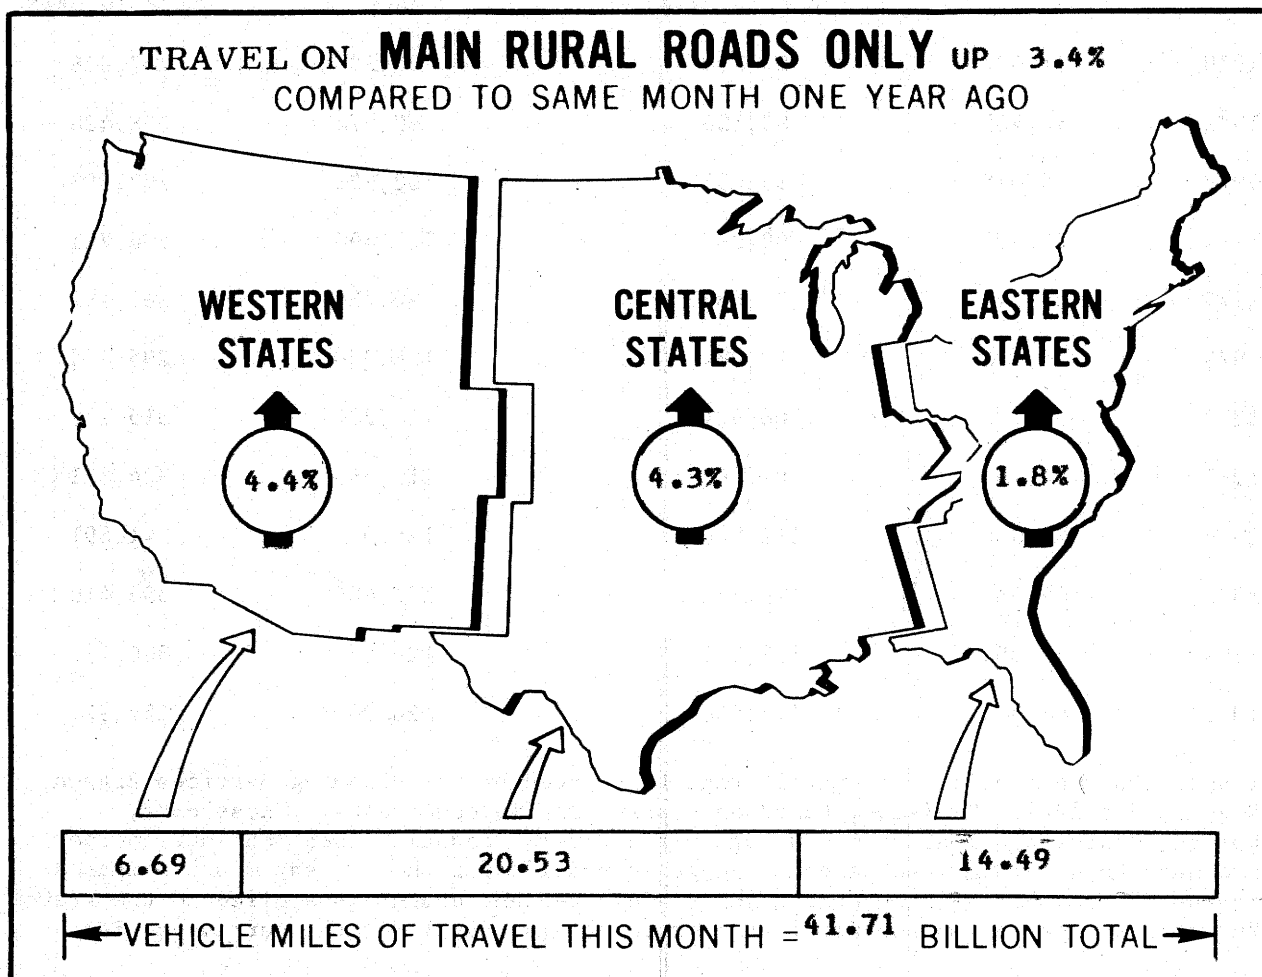 TRAVEL ON MAIN RURAL ROADS ONLY UP 3.4%
COMPARED TO SAME MONTH ONE YEAR AGO
WESTERN
STATES
4.4%
CENTRAL
STATES
4.3%
EASTERN
STATES
1.8%
6.69 20.53 14.49
VEHICLE MILES OF TRAVEL THIS MONTH = 41.71 BILLION TOTAL